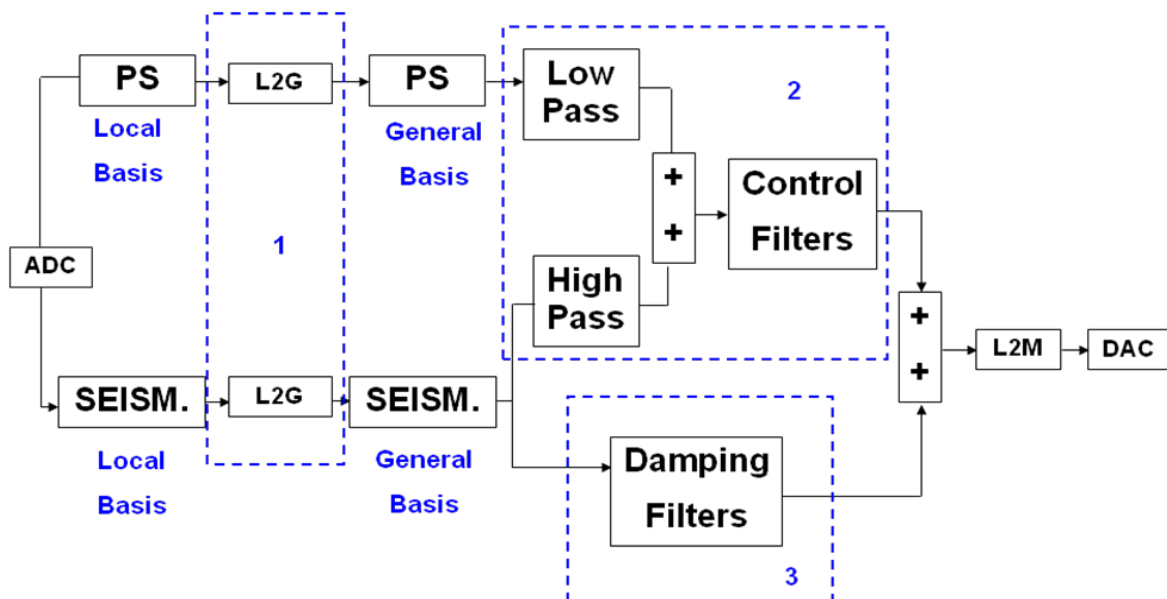 PS
L2G
PS
Low
Pass
2
Local
Basis
General
Basis
+
+
Control
Filters
1
ADC
High
Pass
+
+
L2M
DAC
SEISM.
L2G
SEISM.
Local
Basis
General
Basis
Damping
Filters
3